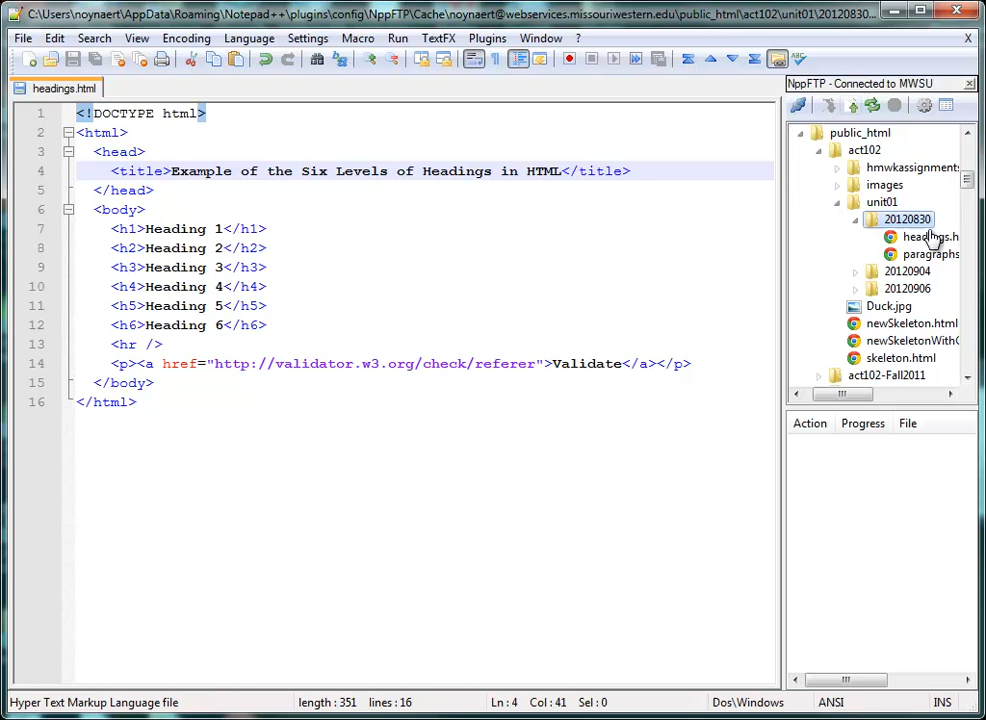 C:\Users\noynaert\AppData\Roaming\Notepad++\plugins\config\NppFTP\Cache\noynaert@webservices.missouriwestern.edu\public_html\act102\unit01\20120830...
File Edit Search View Encoding Language Settings Macro Run TextFX Plugins Window ? X
NppFTP - Connected to MWSU
headings.html
1 <!DOCTYPE html>
2 <html>
3 <head>
4 <title>Example of the Six Levels of Headings in HTML</title>
5 </head>
6 <body>
7 <h1>Heading 1</h1>
8 <h2>Heading 2</h2>
9 <h3>Heading 3</h3>
10 <h4>Heading 4</h4>
11 <h5>Heading 5</h5>
12 <h6>Heading 6</h6>
13 <hr />
14 <p><a href="http://validator.w3.org/check/referer">Validate</a></p>
15 </body>
16 </html>
public_html
act102
hmwkassignments
images
unit01
20120830
headings.h
paragraphs
20120904
20120906
Duck.jpg
newSkeleton.html
newSkeletonWithC
skeleton.html
act102-Fall2011
Action Progress File
Hyper Text Markup Language file length : 351 lines : 16 Ln : 4 Col : 41 Sel : 0 Dos\Windows ANSI INS